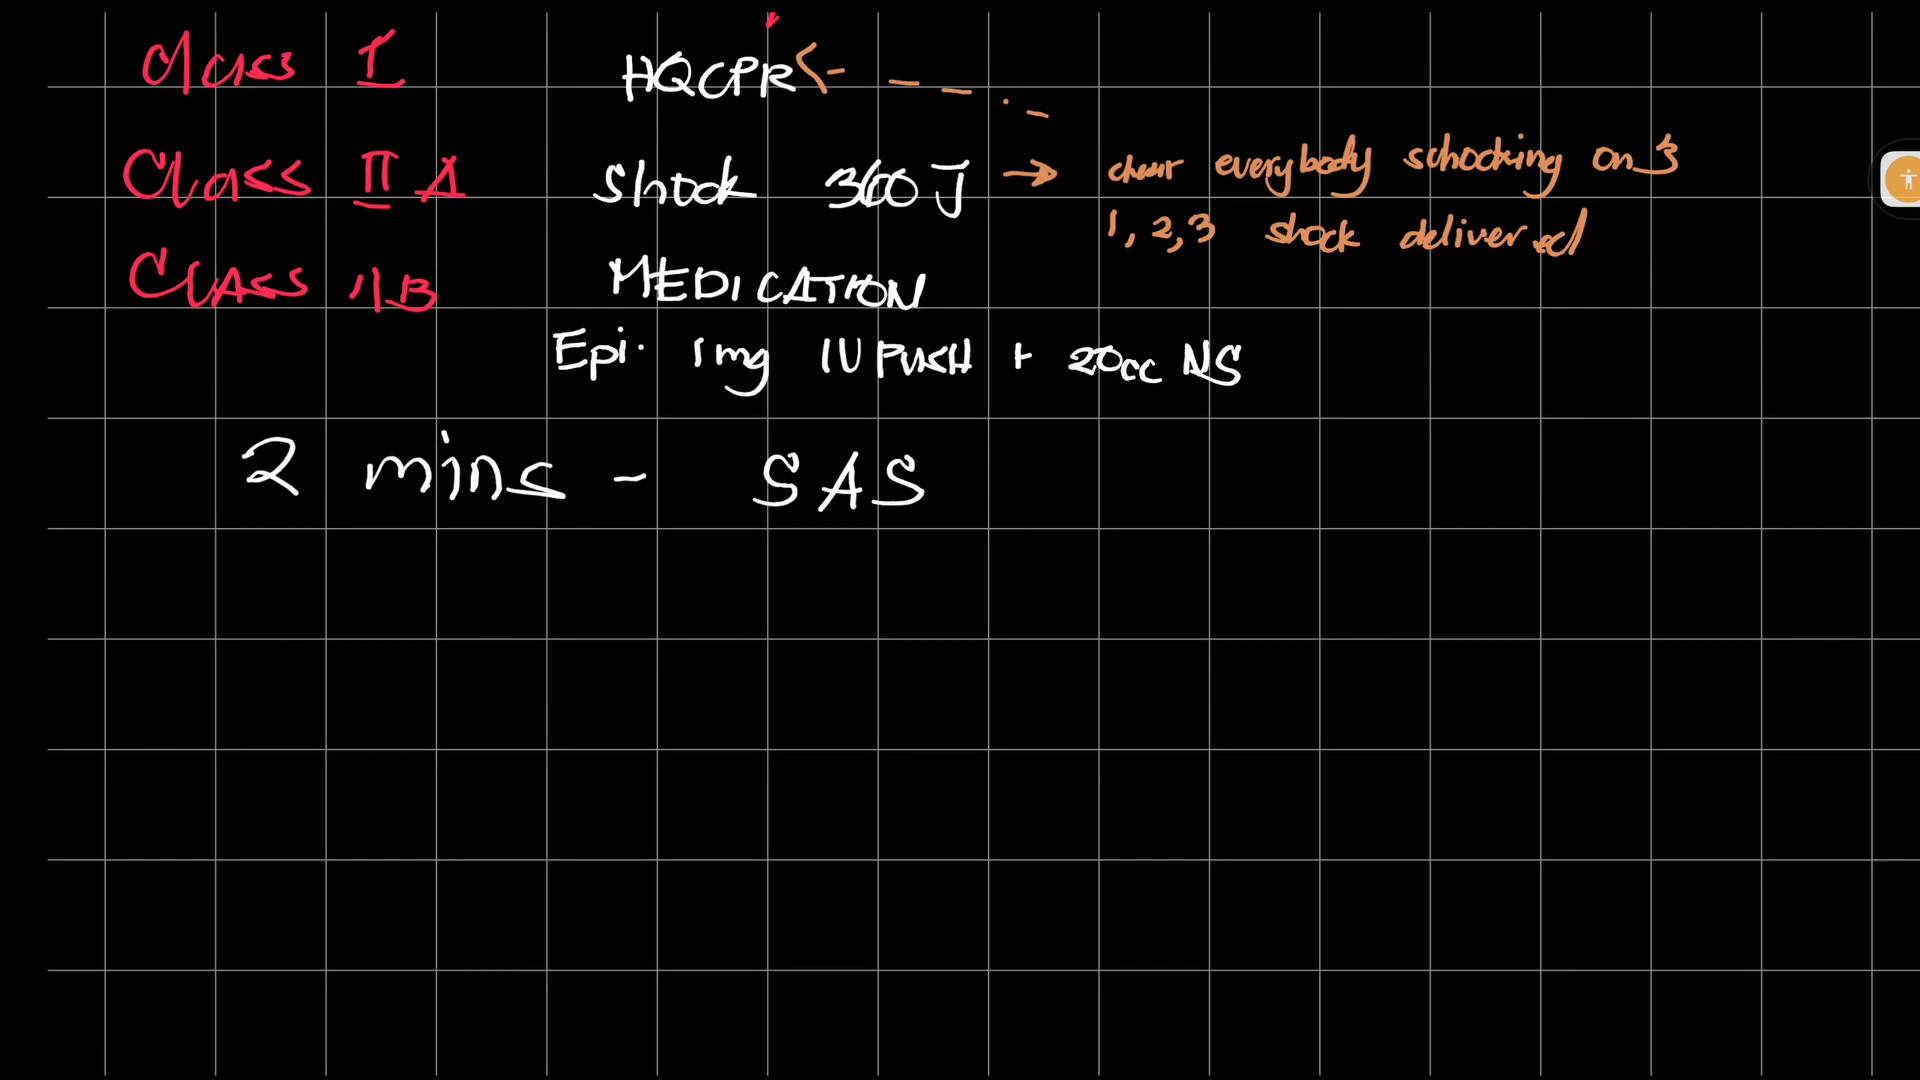 Class I HQCPR
Class II A Shock 360 J → clear everybody schocking on 3
1, 2, 3 shock delivered
CLASS IIB MEDICATION
Epi. 1mg IV PUSH + 20cc NS
2 mins - SAS